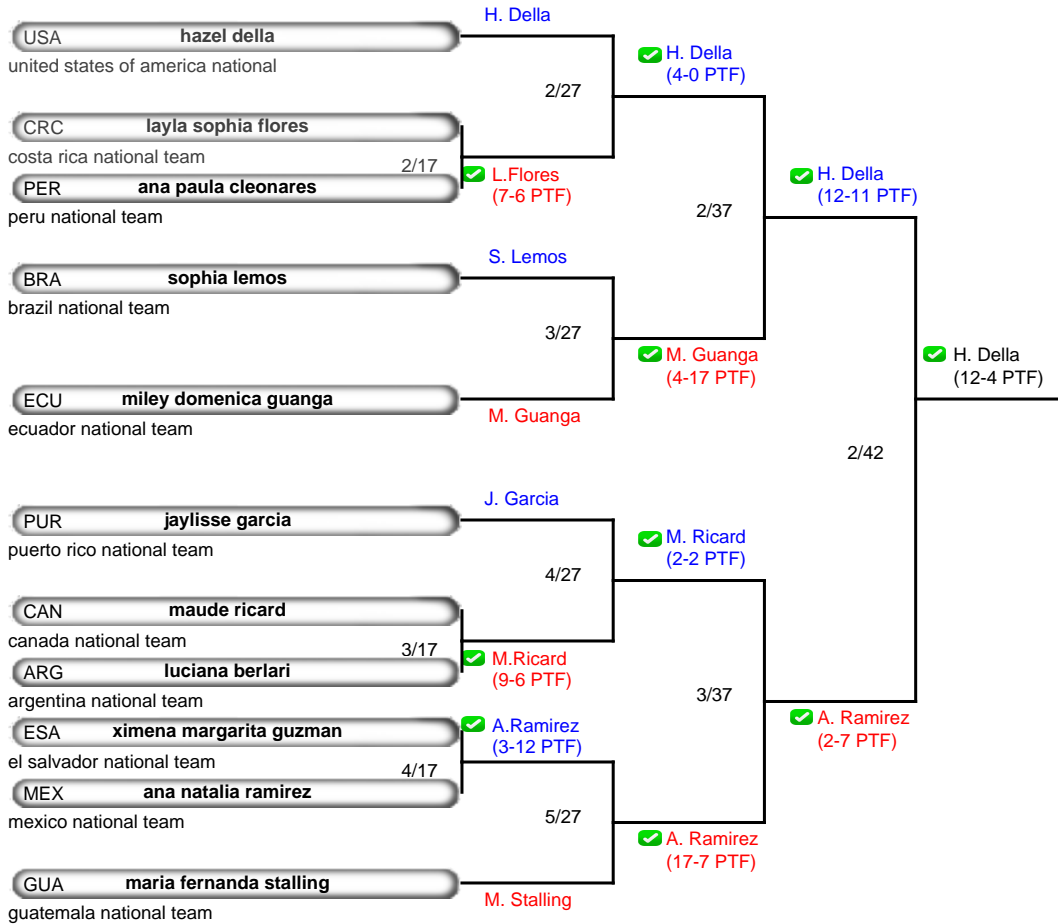 H. Della
USA hazel della
united states of america national
2/27
H. Della
(4-0 PTF)
CRC layla sophia flores
costa rica national team
2/17
PER ana paula cleonares
peru national team
L.Flores
(7-6 PTF)
2/37
H. Della
(12-11 PTF)
S. Lemos
BRA sophia lemos
brazil national team
3/27
M. Guanga
(4-17 PTF)
ECU miley domenica guanga
ecuador national team
M. Guanga
H. Della
(12-4 PTF)
2/42
J. Garcia
PUR jaylisse garcia
puerto rico national team
4/27
M. Ricard
(2-2 PTF)
CAN maude ricard
canada national team
3/17
ARG luciana berlari
argentina national team
M.Ricard
(9-6 PTF)
3/37
A. Ramirez
(2-7 PTF)
ESA ximena margarita guzman
el salvador national team
4/17
A.Ramirez
(3-12 PTF)
MEX ana natalia ramirez
mexico national team
5/27
A. Ramirez
(17-7 PTF)
GUA maria fernanda stalling
guatemala national team
M. Stalling